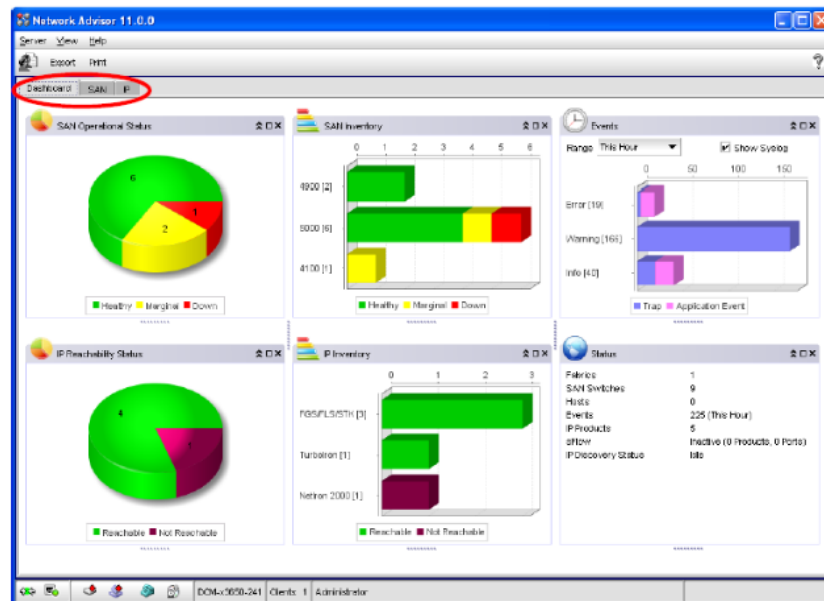 Network Advisor 11.0.0
Server View Help
Export Print
Dashboard SAN IP
SAN Operational Status
6
1
2
Healthy Marginal Down
SAN Inventory
0 1 2 3 4 5 6
4900 [2]
5000 [6]
4100 [1]
Healthy Marginal Down
Events
Range This Hour Show Syslog
0 50 100 150
Error [19]
Warning [166]
Info [40]
Trap Application Event
IP Reachability Status
4
1
Reachable Not Reachable
IP Inventory
0 1 2 3
FGS/FLS/STK [3]
TurboIron [1]
NetIron 2000 [1]
Reachable Not Reachable
Status
Fabrics 1
SAN Switches 9
Hosts 0
Events 225 (This Hour)
IP Products 5
sFlow Inactive (0 Products, 0 Ports)
IP Discovery Status Idle
DCM-x3650-241 Clients: 1 Administrator